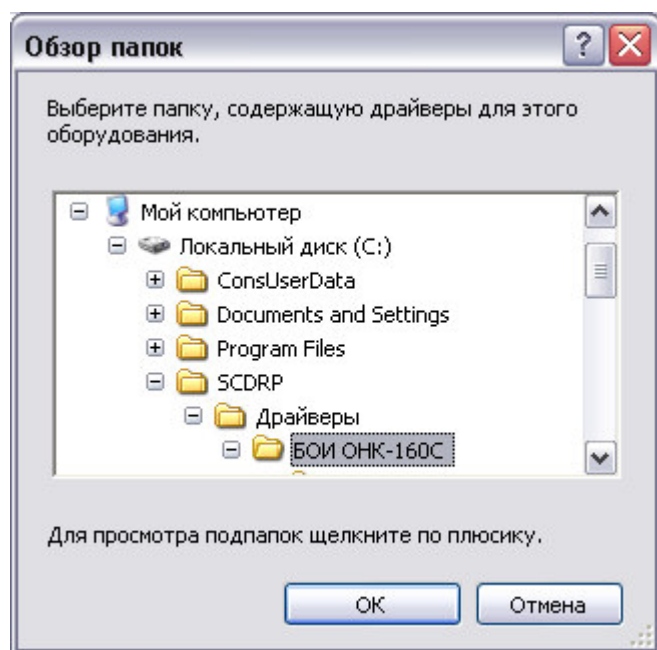 Обзор папок
Выберите папку, содержащую драйверы для этого
оборудования.
Мой компьютер
Локальный диск (C:)
ConsUserData
Documents and Settings
Program Files
SCDRP
Драйверы
БОИ ОНК-160С
Для просмотра подпапок щелкните по плюсику.
ОК
Отмена